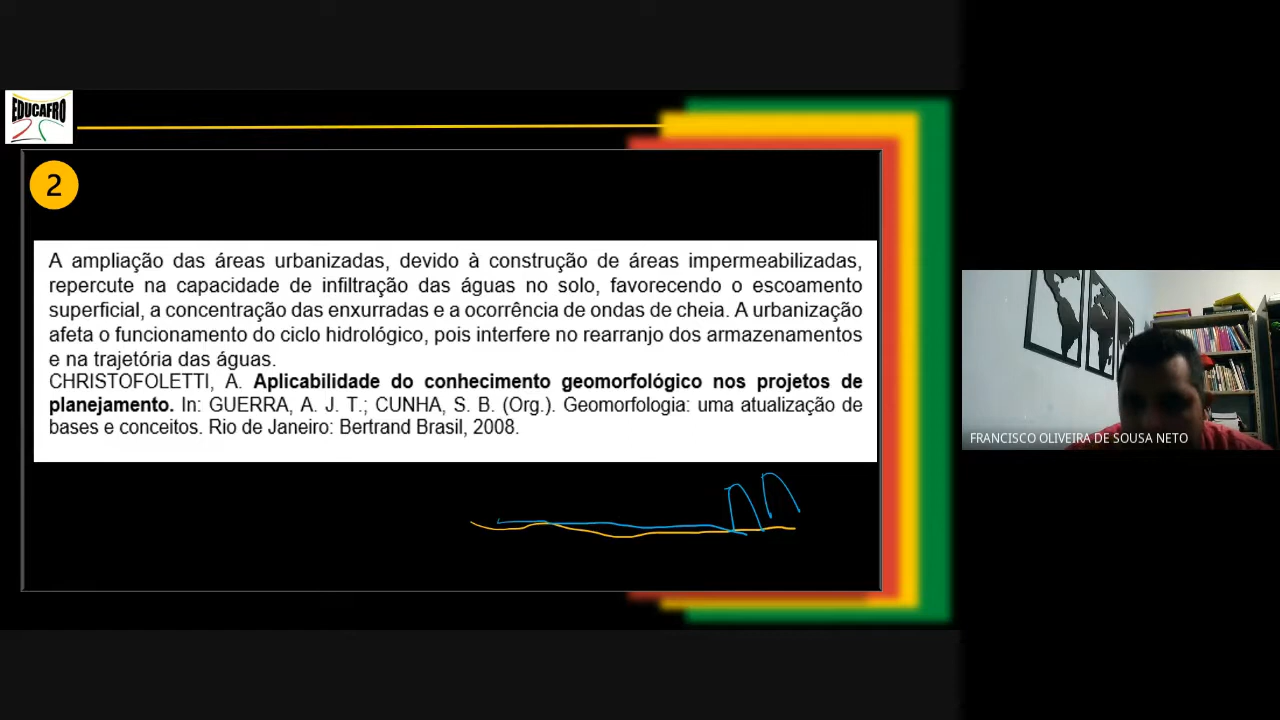 EDUCAFRO
2
A ampliação das áreas urbanizadas, devido à construção de áreas impermeabilizadas,
repercute na capacidade de infiltração das águas no solo, favorecendo o escoamento
superficial, a concentração das enxurradas e a ocorrência de ondas de cheia. A urbanização
afeta o funcionamento do ciclo hidrológico, pois interfere no rearranjo dos armazenamentos
e na trajetória das águas.
CHRISTOFOLETTI, A. Aplicabilidade do conhecimento geomorfológico nos projetos de
planejamento. In: GUERRA, A. J. T.; CUNHA, S. B. (Org.). Geomorfologia: uma atualização de
bases e conceitos. Rio de Janeiro: Bertrand Brasil, 2008.
FRANCISCO OLIVEIRA DE SOUSA NETO